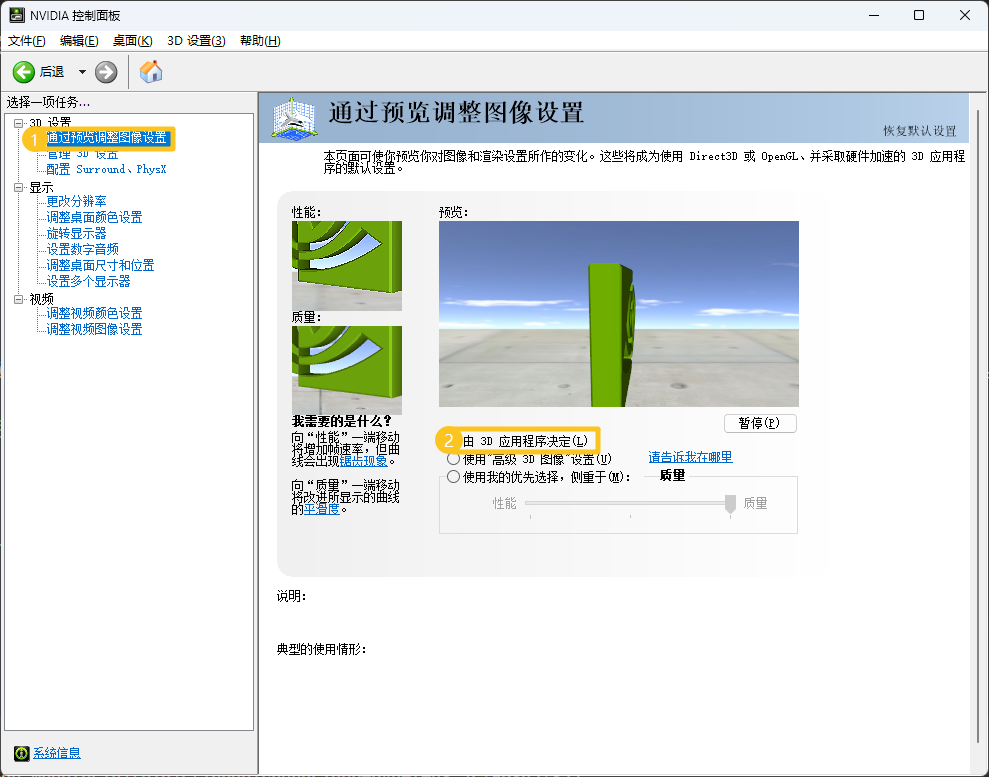 NVIDIA 控制面板
文件(F) 编辑(E) 桌面(K) 3D 设置(3) 帮助(H)
后退
选择一项任务...
3D 设置
1 通过预览调整图像设置
管理 3D 设置
配置 Surround、PhysX
显示
更改分辨率
调整桌面颜色设置
旋转显示器
设置数字音频
调整桌面尺寸和位置
设置多个显示器
视频
调整视频颜色设置
调整视频图像设置
系统信息
通过预览调整图像设置
恢复默认设置
本页面可使你预览你对图像和渲染设置所作的变化。这些将成为使用 Direct3D 或 OpenGL、并采取硬件加速的 3D 应用程
序的默认设置。
性能:
预览:
质量:
我需要的是什么?
向“性能”一端移动
将增加帧速率，但曲
线会出现锯齿现象。
向“质量”一端移动
将改进所显示的曲线
的平滑度。
暂停(P)
2 由 3D 应用程序决定(L)
使用“高级 3D 图像”设置(U) 请告诉我在哪里
使用我的优先选择，侧重于(M): 质量
性能 质量
说明:
典型的使用情形: